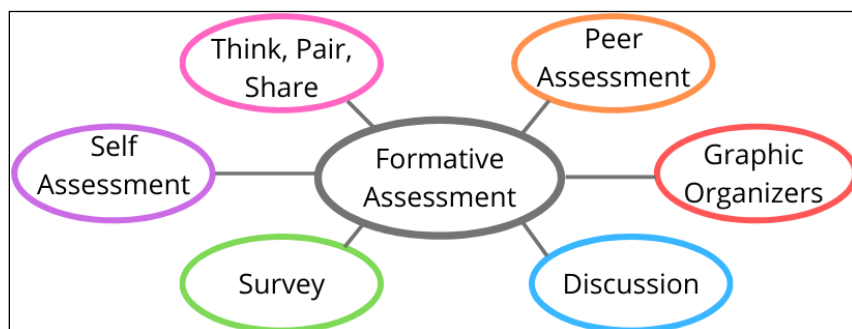 Think, Pair,
Share
Peer
Assessment
Self
Assessment
Formative
Assessment
Graphic
Organizers
Survey
Discussion